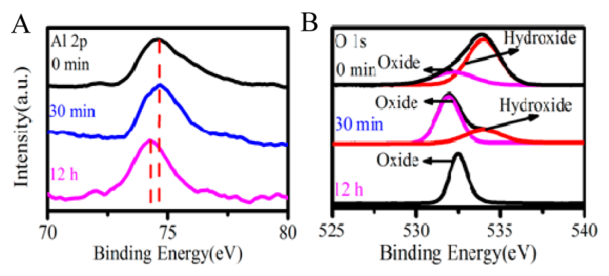 A
Al 2p
0 min
30 min
12 h
Intensity(a.u.)
70 75 80
Binding Energy(eV)
B
O 1s
0 min
Oxide
Hydroxide
30 min
Oxide
Hydroxide
12 h
Oxide
525 530 535 540
Binding Energy(eV)